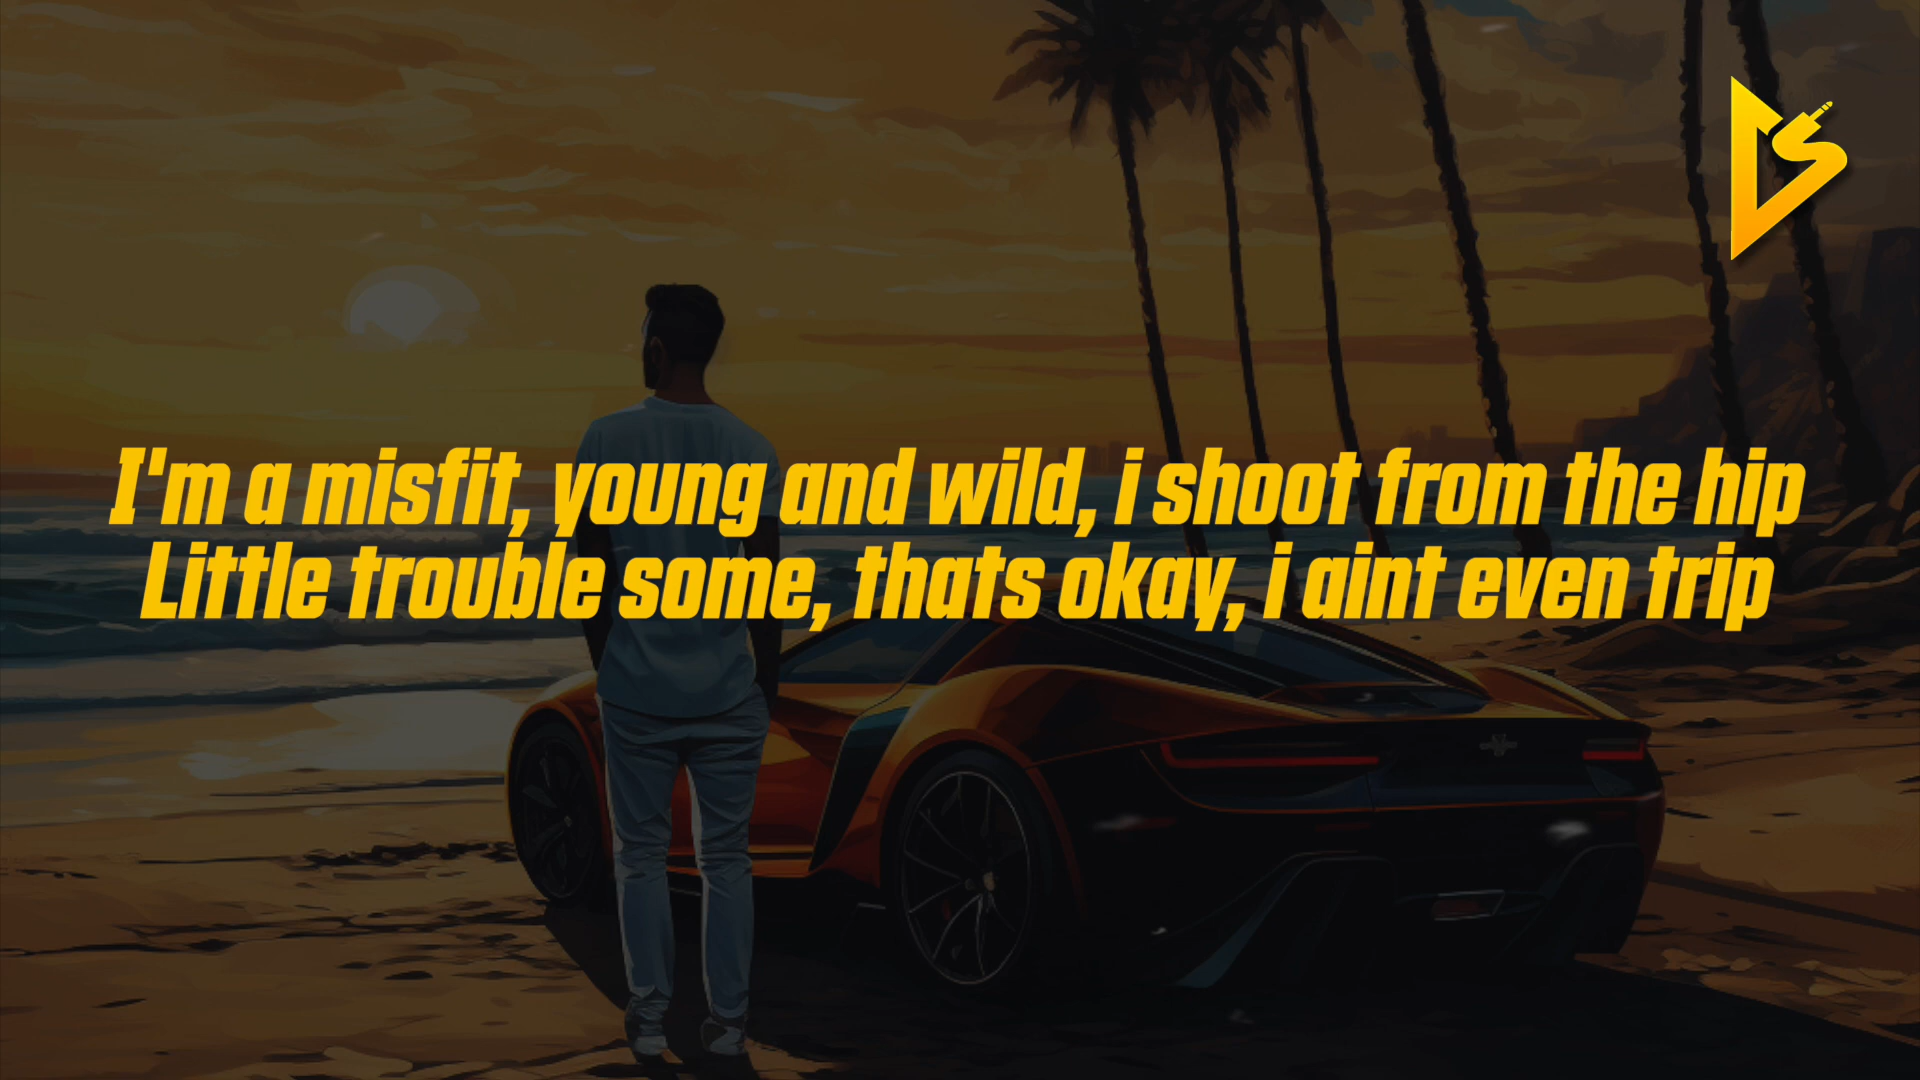 I'm a misfit, young and wild, i shoot from the hip
Little trouble some, thats okay, i aint even trip